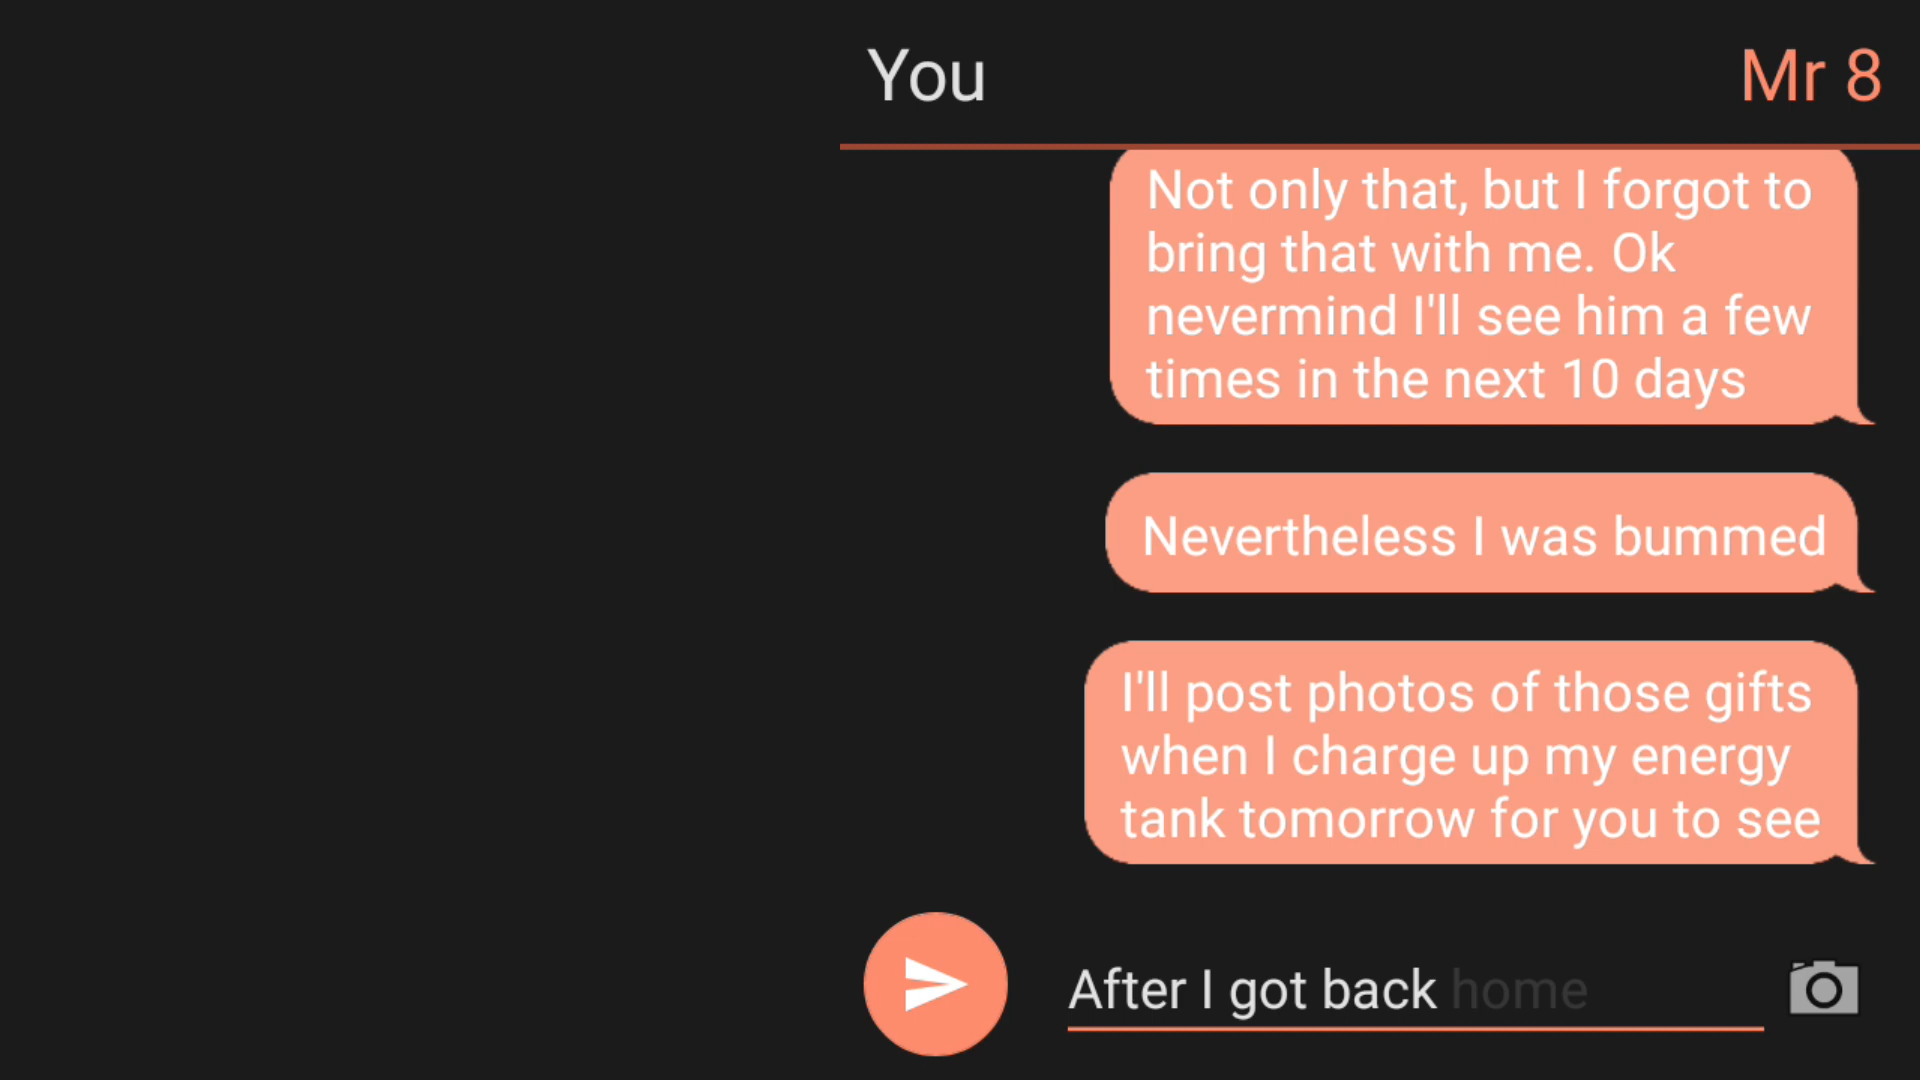 You
Mr 8
Not only that, but I forgot to
bring that with me. Ok
nevermind I'll see him a few
times in the next 10 days
Nevertheless I was bummed
I'll post photos of those gifts
when I charge up my energy
tank tomorrow for you to see
After I got back home